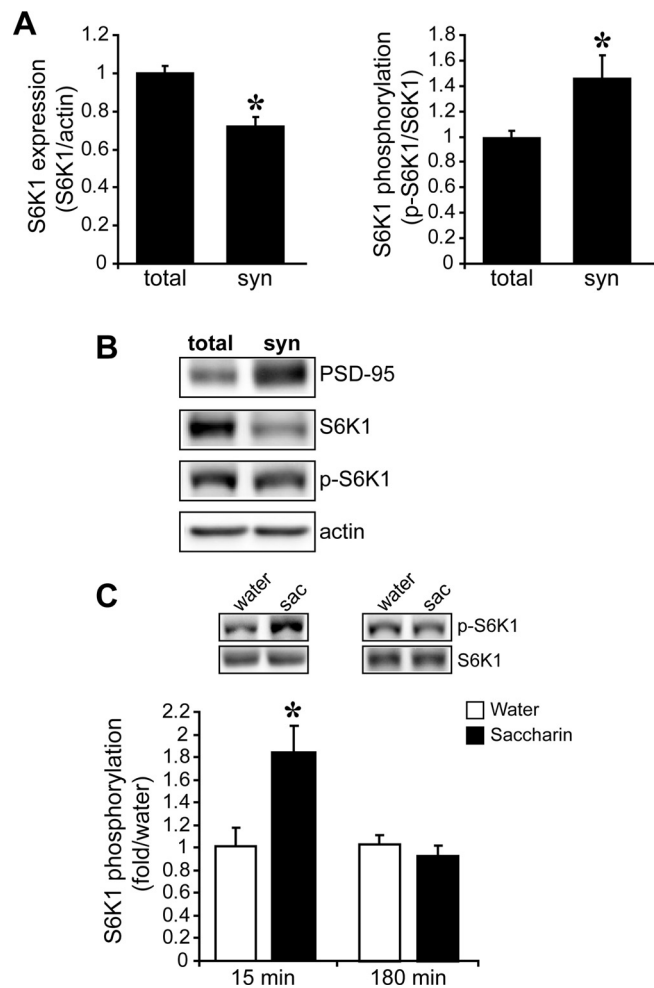 A
S6K1 expression
(S6K1/actin)
1.2
1
0.8
0.6
0.4
0.2
0
*
total
syn
S6K1 phosphorylation
(p-S6K1/S6K1)
1.8
1.6
1.4
1.2
1
0.8
0.6
0.4
0.2
0
*
total
syn
B
total
syn
PSD-95
S6K1
p-S6K1
actin
C
water
sac
water
sac
p-S6K1
S6K1
Water
Saccharin
S6K1 phosphorylation
(fold/water)
2.2
2
1.8
1.6
1.4
1.2
1
0.8
0.6
0.4
0.2
0
*
15 min
180 min